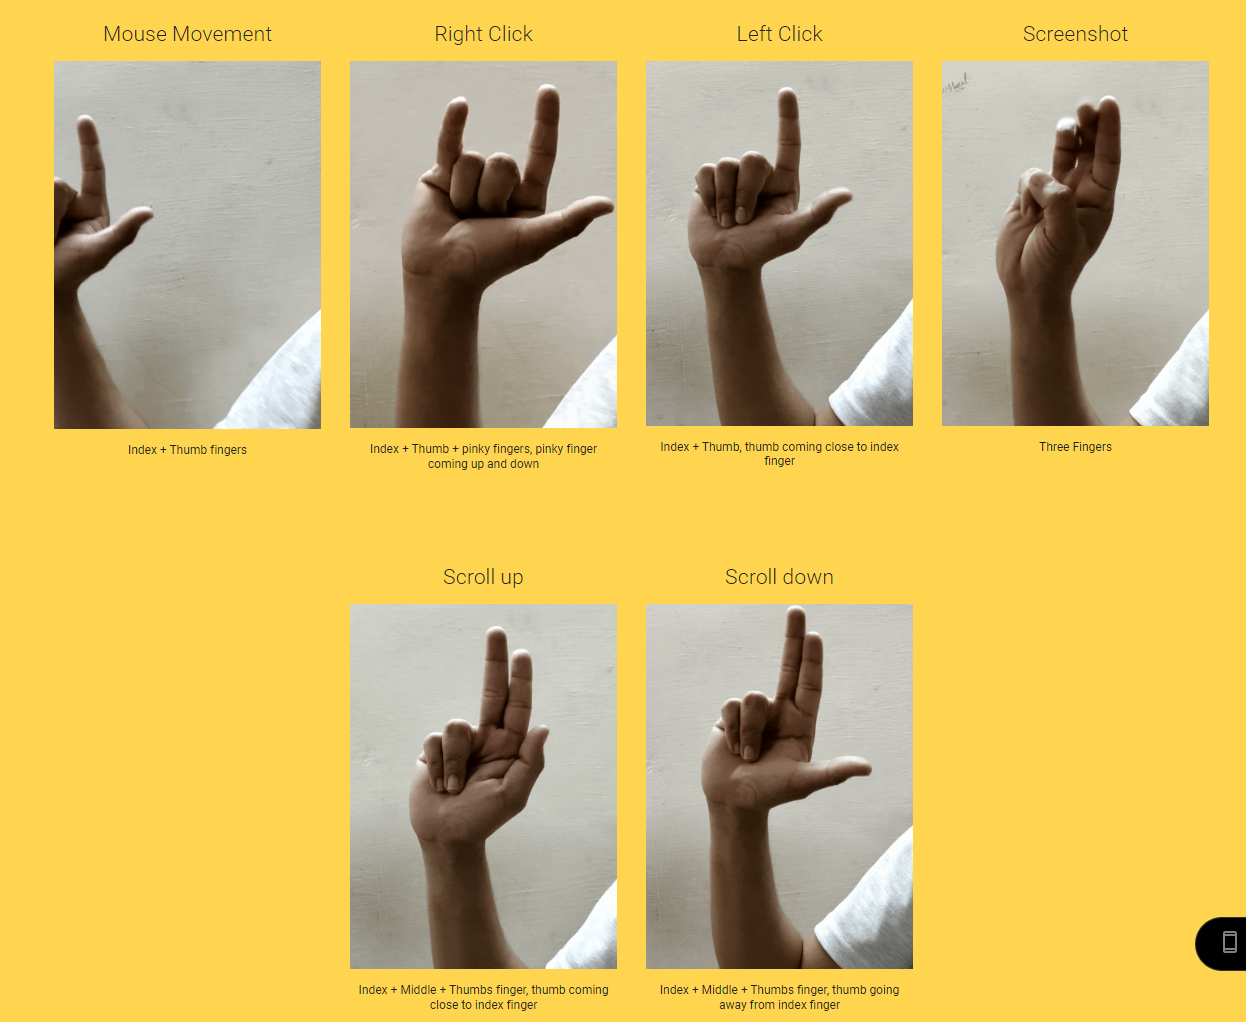 Mouse Movement
Right Click
Left Click
Screenshot
Index + Thumb fingers
Index + Thumb + pinky fingers, pinky finger
coming up and down
Index + Thumb, thumb coming close to index
finger
Three Fingers
Scroll up
Scroll down
Index + Middle + Thumbs finger, thumb coming
close to index finger
Index + Middle + Thumbs finger, thumb going
away from index finger